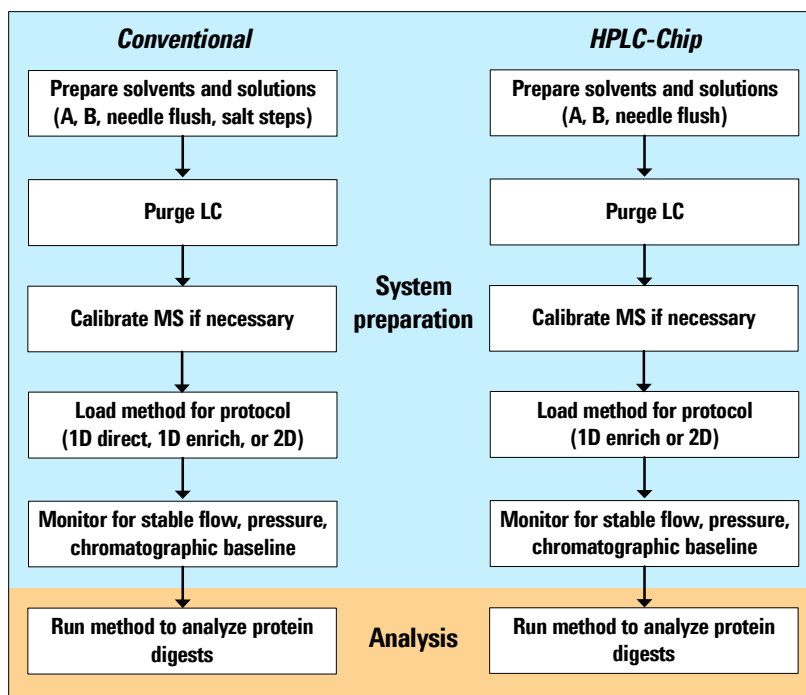 Conventional
Prepare solvents and solutions
(A, B, needle flush, salt steps)
Purge LC
Calibrate MS if necessary
Load method for protocol
(1D direct, 1D enrich, or 2D)
Monitor for stable flow, pressure,
chromatographic baseline
Run method to analyze protein
digests
System
preparation
Analysis
HPLC-Chip
Prepare solvents and solutions
(A, B, needle flush)
Purge LC
Calibrate MS if necessary
Load method for protocol
(1D enrich or 2D)
Monitor for stable flow, pressure,
chromatographic baseline
Run method to analyze protein
digests